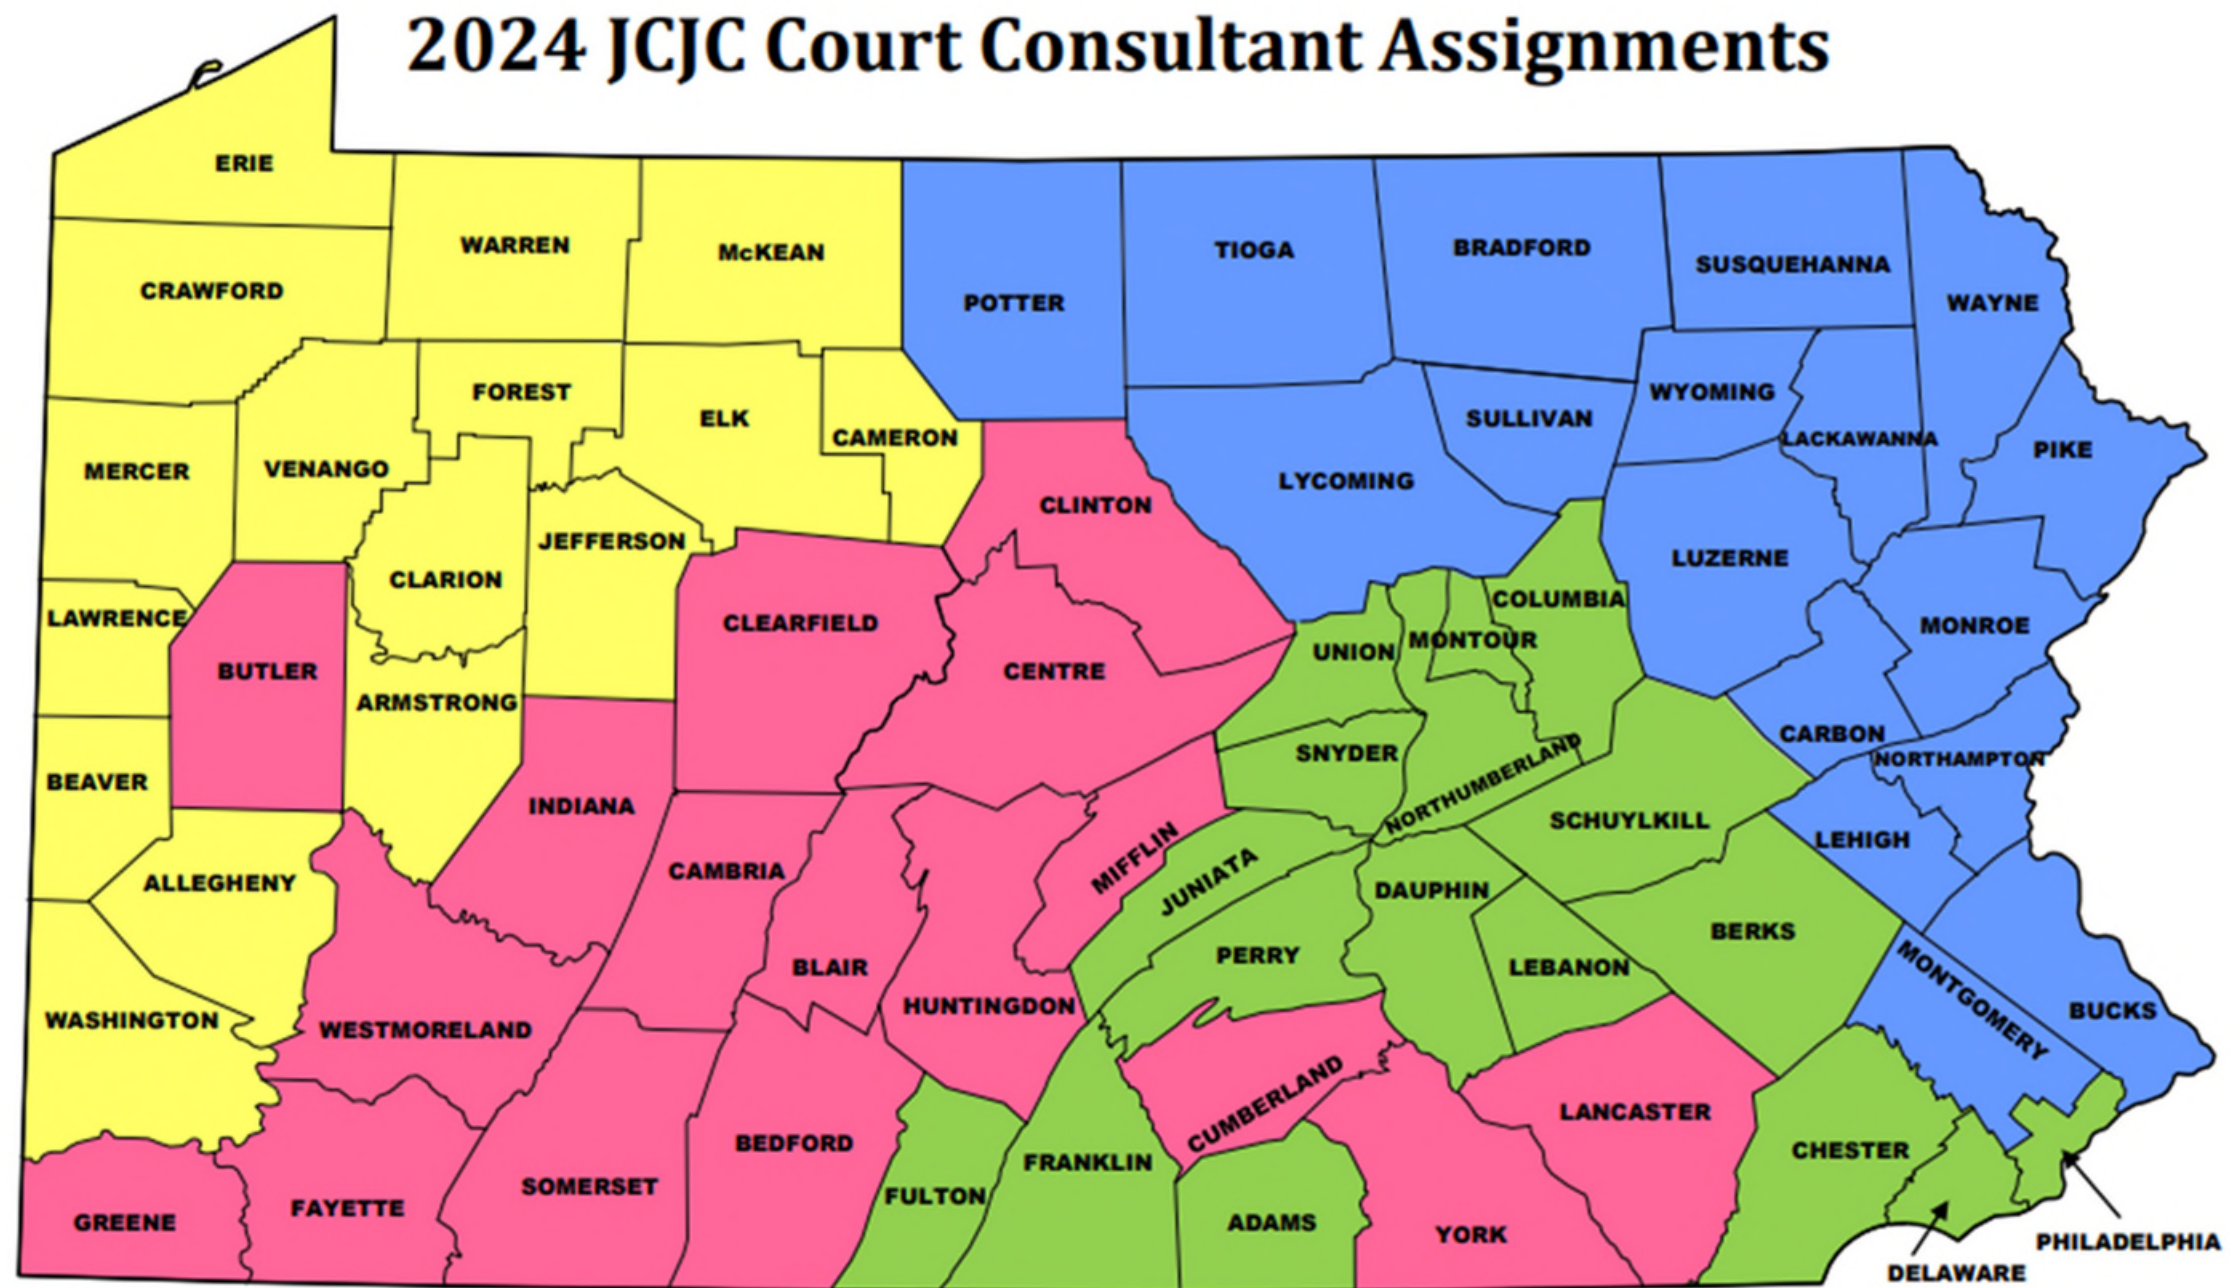 2024 JCJC Court Consultant Assignments
ERIE
WARREN
McKEAN
TIOGA
BRADFORD
SUSQUEHANNA
CRAWFORD
POTTER
WAYNE
FOREST
ELK
WYOMING
SULLIVAN
CAMERON
LACKAWANNA
PIKE
MERCER
VENANGO
LYCOMING
CLINTON
JEFFERSON
LUZERNE
CLARION
COLUMBIA
LAWRENCE
CLEARFIELD
MONROE
MONTOUR
UNION
BUTLER
CENTRE
ARMSTRONG
CARBON
NORTHAMPTON
SNYDER
BEAVER
NORTHUMBERLAND
INDIANA
SCHUYLKILL
LEHIGH
MIFFLIN
CAMBRIA
ALLEGHENY
JUNIATA
DAUPHIN
BERKS
PERRY
BLAIR
LEBANON
MONTGOMERY
HUNTINGDON
BUCKS
WASHINGTON
WESTMORELAND
CUMBERLAND
LANCASTER
BEDFORD
CHESTER
FRANKLIN
SOMERSET
FULTON
FAYETTE
GREENE
ADAMS
YORK
PHILADELPHIA
DELAWARE